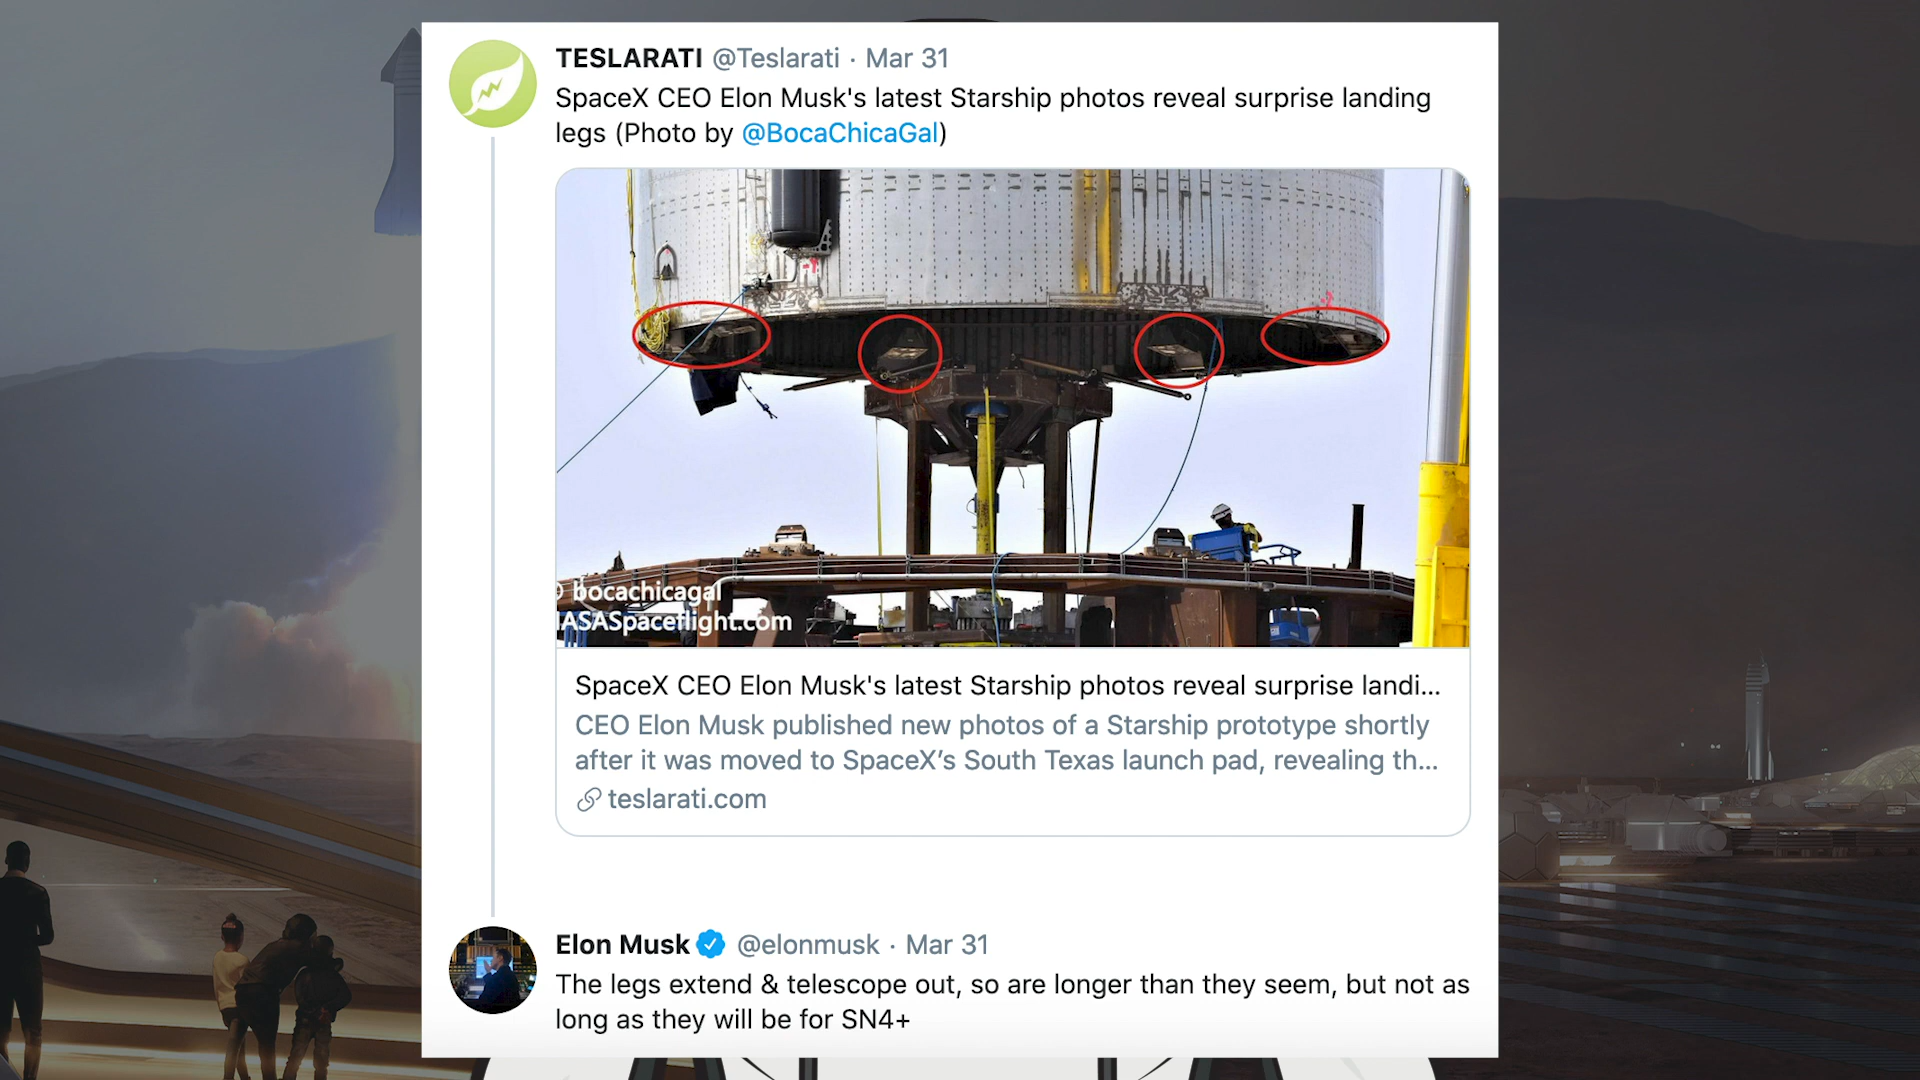 TESLARATI @Teslarati · Mar 31
SpaceX CEO Elon Musk's latest Starship photos reveal surprise landing
legs (Photo by @BocaChicaGal)
bocachicagal
ASASpaceflight.com
SpaceX CEO Elon Musk's latest Starship photos reveal surprise landi...
CEO Elon Musk published new photos of a Starship prototype shortly
after it was moved to SpaceX’s South Texas launch pad, revealing th...
teslarati.com
Elon Musk @elonmusk · Mar 31
The legs extend & telescope out, so are longer than they seem, but not as
long as they will be for SN4+